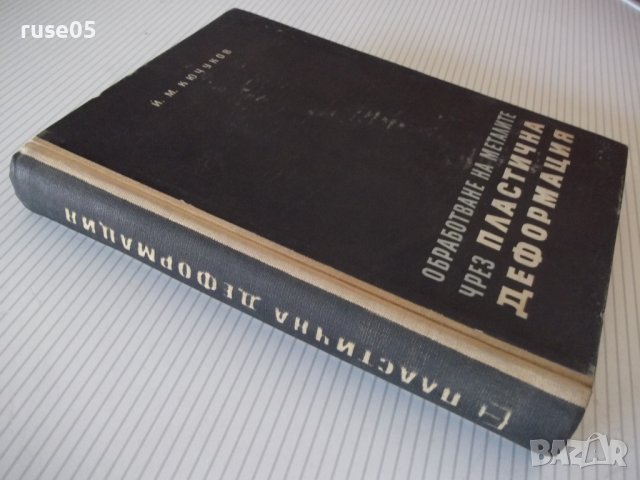 ruse05
Й. М. КЮЧУКОВ
ОБРАБОТВАНЕ НА МЕТАЛИТЕ
ЧРЕЗ ПЛАСТИЧНА
ДЕФОРМАЦИЯ
ПЛАСТИЧНА ДЕФОРМАЦИЯ
BAZAR